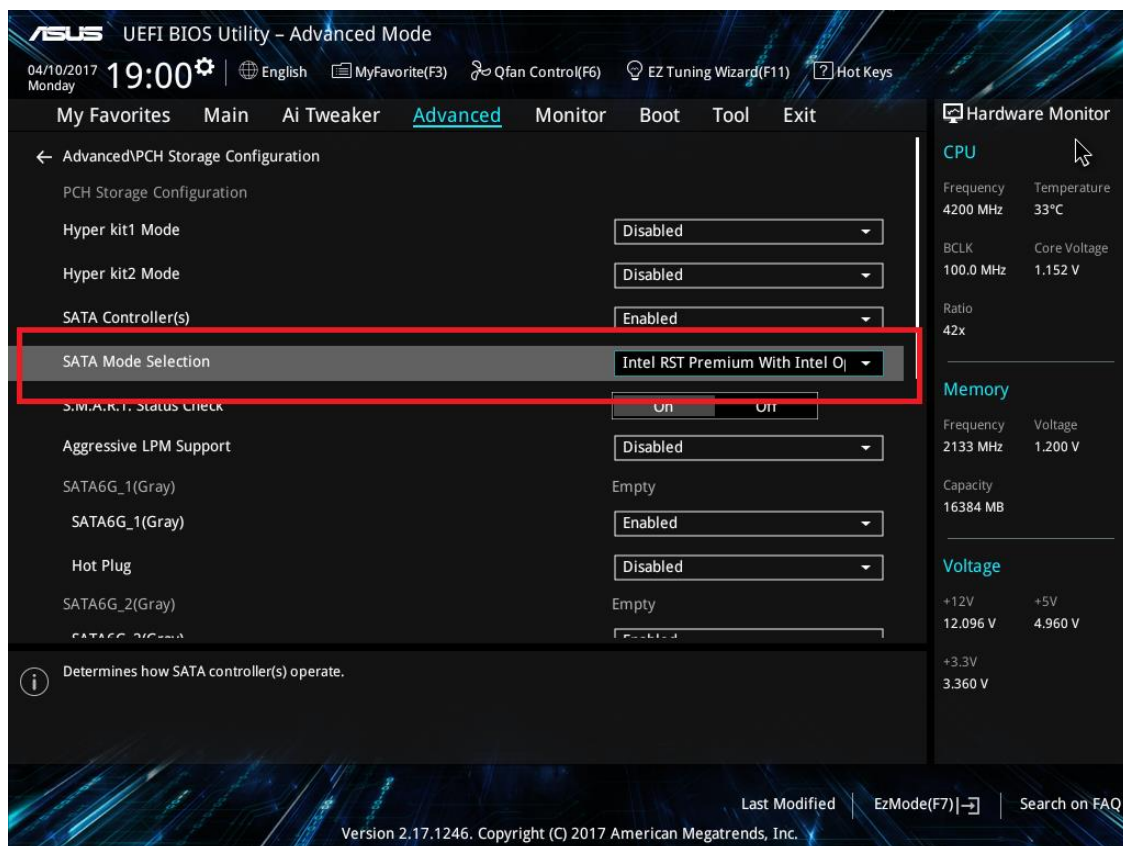 ASUS UEFI BIOS Utility – Advanced Mode
04/10/2017 Monday 19:00 English MyFavorite(F3) Qfan Control(F6) EZ Tuning Wizard(F11) ? Hot Keys
My Favorites Main Ai Tweaker Advanced Monitor Boot Tool Exit
Advanced\PCH Storage Configuration
PCH Storage Configuration
Hyper kit1 Mode Disabled
Hyper kit2 Mode Disabled
SATA Controller(s) Enabled
SATA Mode Selection Intel RST Premium With Intel O
S.M.A.R.T. Status Check On Off
Aggressive LPM Support Disabled
SATA6G_1(Gray) Empty
SATA6G_1(Gray) Enabled
Hot Plug Disabled
SATA6G_2(Gray) Empty
SATA6G_2(Gray) Enabled
i Determines how SATA controller(s) operate.
Hardware Monitor
CPU
Frequency Temperature
4200 MHz 33°C
BCLK Core Voltage
100.0 MHz 1.152 V
Ratio
42x
Memory
Frequency Voltage
2133 MHz 1.200 V
Capacity
16384 MB
Voltage
+12V +5V
12.096 V 4.960 V
+3.3V
3.360 V
Last Modified EzMode(F7) Search on FAQ
Version 2.17.1246. Copyright (C) 2017 American Megatrends, Inc.